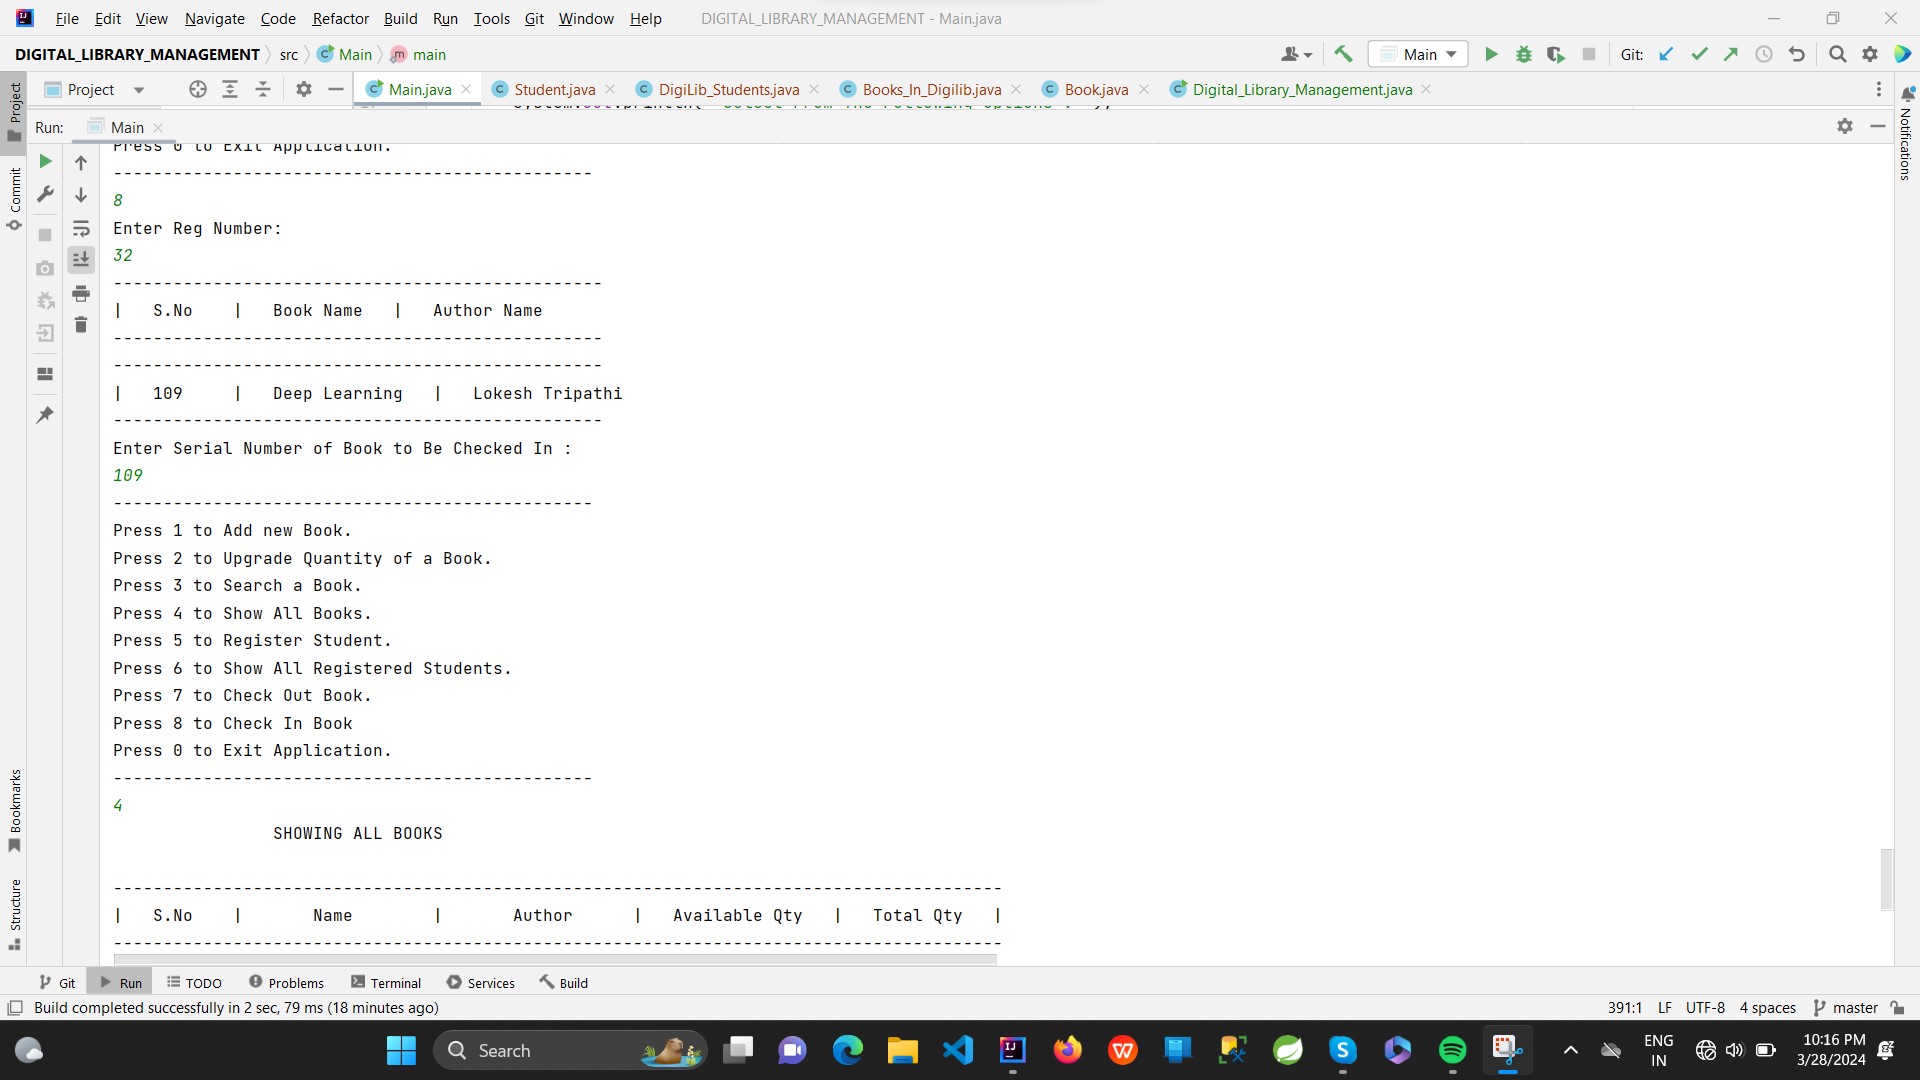 File Edit View Navigate Code Refactor Build Run Tools Git Window Help DIGITAL_LIBRARY_MANAGEMENT - Main.java
DIGITAL_LIBRARY_MANAGEMENT src Main main Main Git:
Project Main.java Student.java DigiLib_Students.java Books_In_Digilib.java Book.java Digital_Library_Management.java
Run: Main
Press 0 to Exit Application.
------------------------------------------------
8
Enter Reg Number:
32
-------------------------------------------------
| S.No | Book Name | Author Name
-------------------------------------------------
-------------------------------------------------
| 109 | Deep Learning | Lokesh Tripathi
-------------------------------------------------
Enter Serial Number of Book to Be Checked In :
109
------------------------------------------------
Press 1 to Add new Book.
Press 2 to Upgrade Quantity of a Book.
Press 3 to Search a Book.
Press 4 to Show All Books.
Press 5 to Register Student.
Press 6 to Show All Registered Students.
Press 7 to Check Out Book.
Press 8 to Check In Book
Press 0 to Exit Application.
------------------------------------------------
4
SHOWING ALL BOOKS
-----------------------------------------------------------------------------------------
| S.No | Name | Author | Available Qty | Total Qty |
-----------------------------------------------------------------------------------------
Project
Commit
Bookmarks
Structure
Notifications
Git Run TODO Problems Terminal Services Build
Build completed successfully in 2 sec, 79 ms (18 minutes ago) 391:1 LF UTF-8 4 spaces master
Search
ENG
IN
10:16 PM
3/28/2024